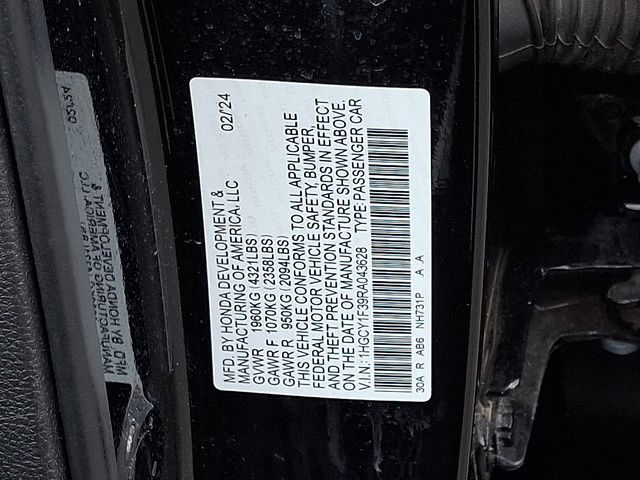 MFD. BY HONDA DEVELOPMENT & 02/24
MANUFACTURING OF AMERICA, LLC
GVWR 1960KG (4321LBS)
GAWR F 1070KG (2358LBS)
GAWR R 950KG (2094LBS)
THIS VEHICLE CONFORMS TO ALL APPLICABLE
FEDERAL MOTOR VEHICLE SAFETY, BUMPER,
AND THEFT PREVENTION STANDARDS IN EFFECT
ON THE DATE OF MANUFACTURE SHOWN ABOVE.
V.I.N.: 1HGCY1F39RA043628 TYPE:PASSENGER CAR
30A R AB6 NH731P A A